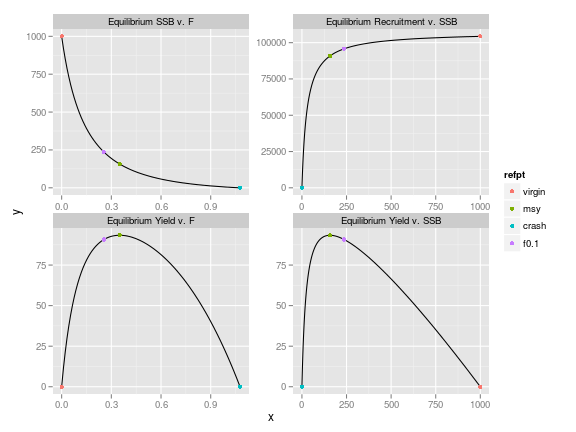 Equilibrium SSB v. F
Equilibrium Recruitment v. SSB
1000
750
500
250
0
100000
75000
50000
25000
0
0.0 0.3 0.6 0.9
0 250 500 750 1000
Equilibrium Yield v. F
Equilibrium Yield v. SSB
75
50
25
0
75
50
25
0
0.0 0.3 0.6 0.9
0 250 500 750 1000
x
y
refpt
virgin
msy
crash
f0.1